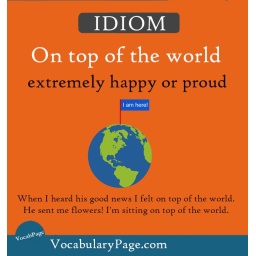 IDIOM
On top of the world
extremely happy or proud
I am here!
When I heard his good news I felt on top of the world.
He sent me flowers! I'm sitting on top of the world.
VocabPage
VocabularyPage.com